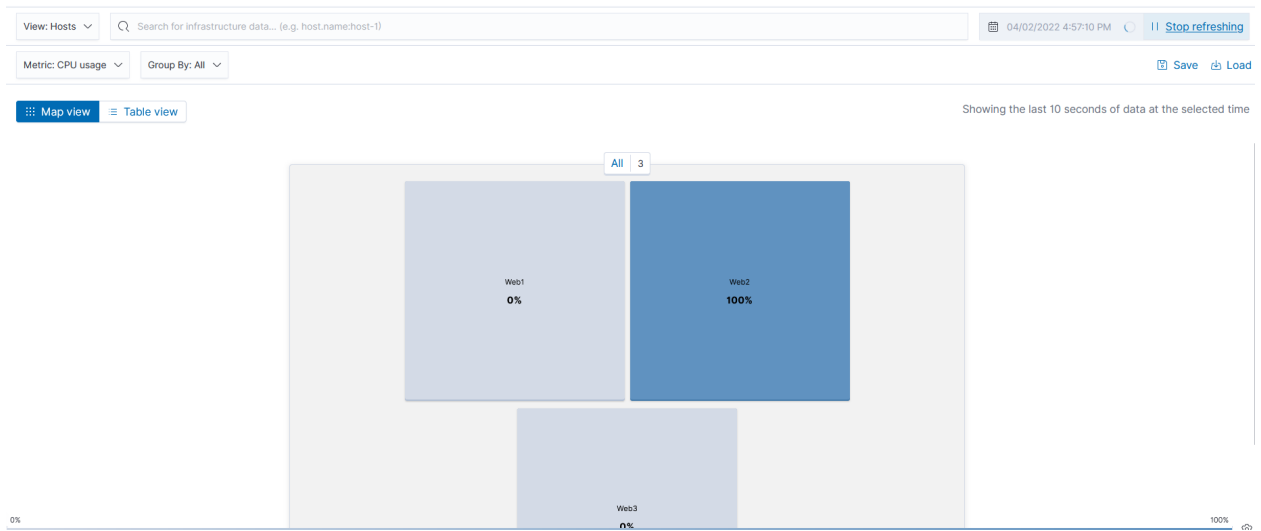 View: Hosts
Search for infrastructure data... (e.g. host.name:host-1)
04/02/2022 4:57:10 PM
Stop refreshing
Metric: CPU usage
Group By: All
Save
Load
Map view
Table view
Showing the last 10 seconds of data at the selected time
All 3
Web1
0%
Web2
100%
Web3
0%
0%
100%